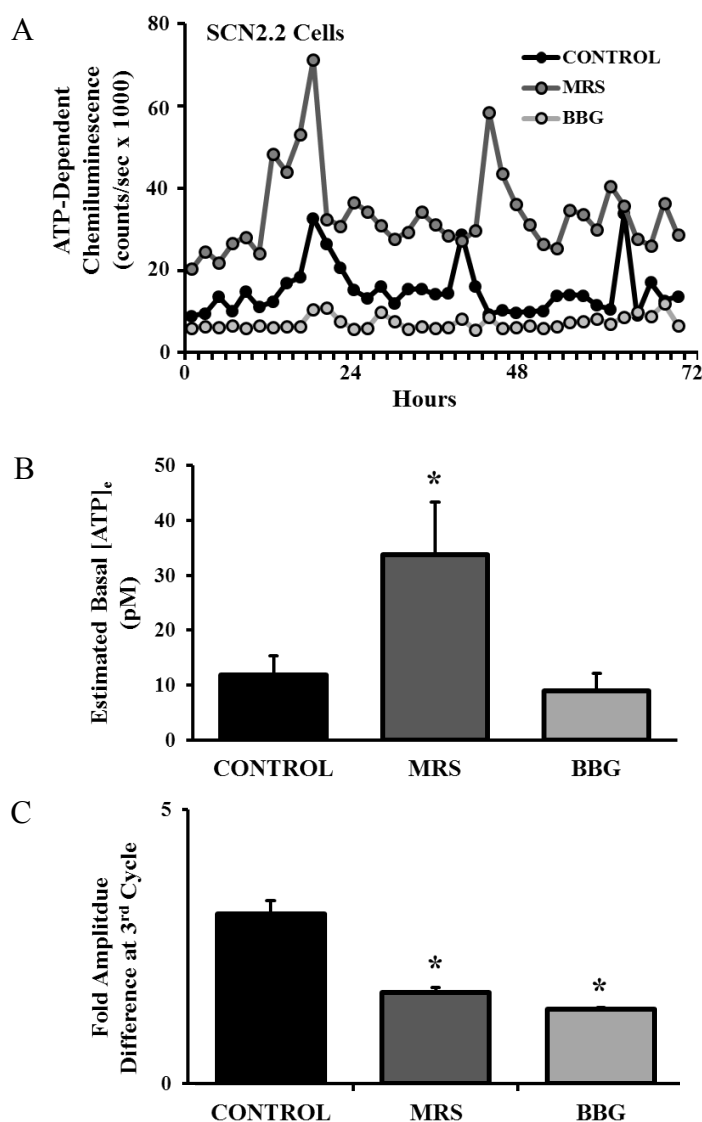 A
SCN2.2 Cells
CONTROL
MRS
BBG
ATP-Dependent
Chemiluminescence
(counts/sec x 1000)
80
60
40
20
0
0 24 48 72
Hours
B
Estimated Basal [ATP]e
(pM)
50
40
30
20
10
0
*
CONTROL MRS BBG
C
Fold Amplitdue
Difference at 3rd Cycle
5
0
* *
CONTROL MRS BBG